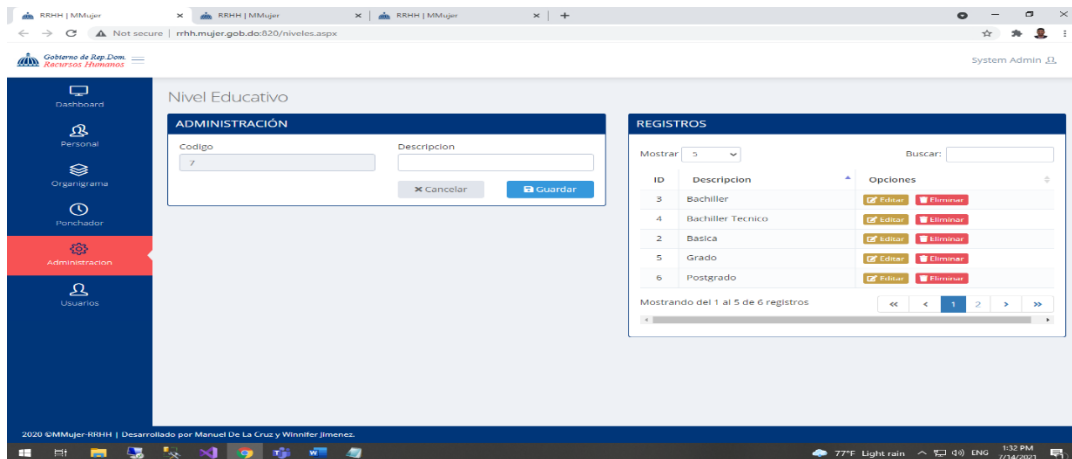 RRHH | MMujer
RRHH | MMujer
RRHH | MMujer
Not secure | rrhh.mujer.gob.do:820/niveles.aspx
Gobierno de Rep.Dom.
Recursos Humanos
System Admin
Dashboard
Personal
Organigrama
Ponchador
Administracion
Usuarios
Nivel Educativo
ADMINISTRACIÓN
Codigo
Descripcion
7
Cancelar
Guardar
REGISTROS
Mostrar 5
Buscar:
ID Descripcion Opciones
3 Bachiller Editar Eliminar
4 Bachiller Tecnico Editar Eliminar
2 Basica Editar Eliminar
5 Grado Editar Eliminar
6 Postgrado Editar Eliminar
Mostrando del 1 al 5 de 6 registros
« < 1 2 > »
2020 ©MMujer-RRHH | Desarrollado por Manuel De La Cruz y Winnifer Jimenez.
77°F Light rain ENG 1:32 PM
7/14/2021